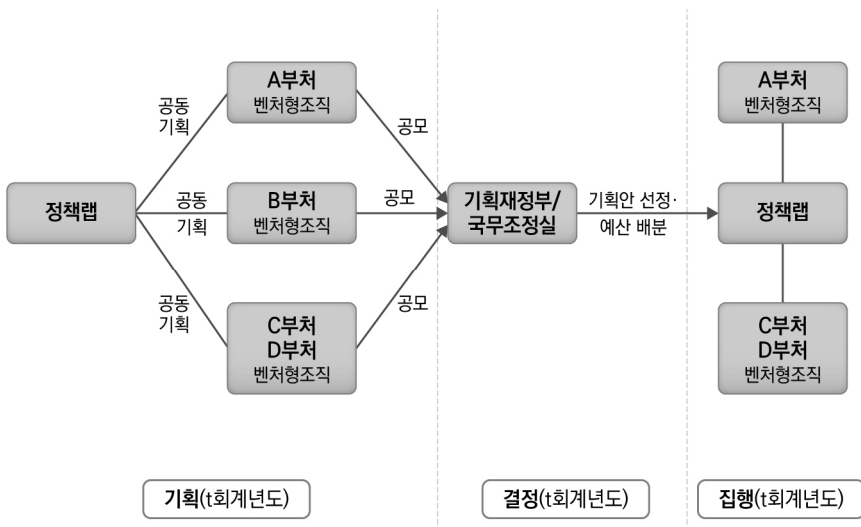 정책랩
공동
기획
공동
기획
공동
기획
A부처
벤처형조직
B부처
벤처형조직
C부처
D부처
벤처형조직
공모
공모
공모
기획재정부/
국무조정실
기획안 선정·
예산 배분
A부처
벤처형조직
정책랩
C부처
D부처
벤처형조직
기획(t회계년도)
결정(t회계년도)
집행(t회계년도)